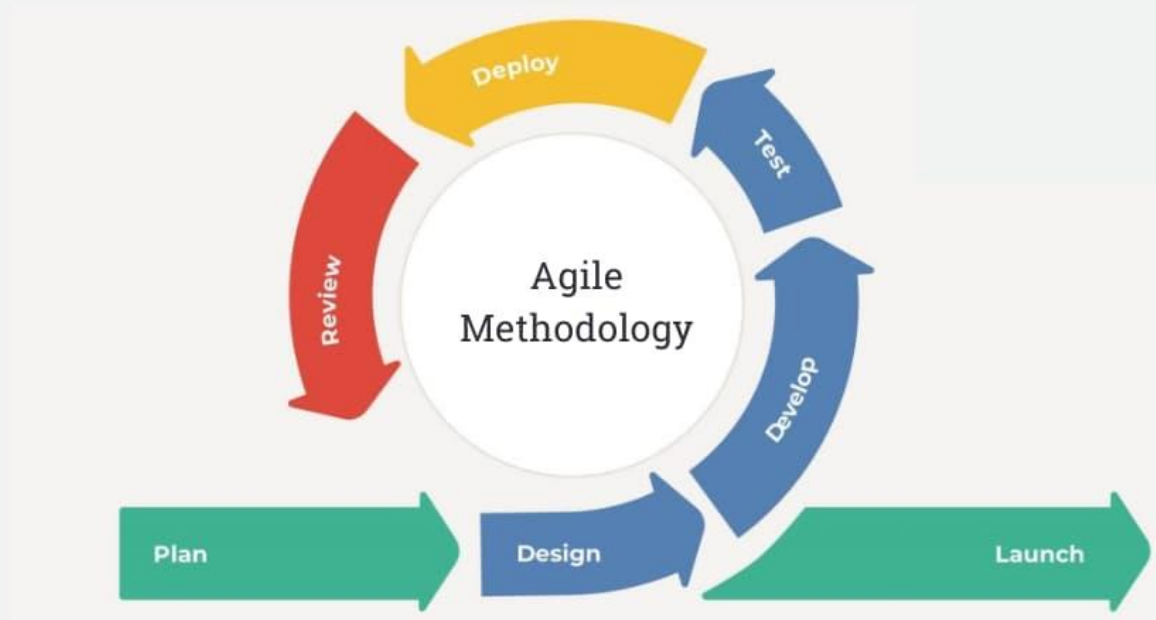 Deploy
Test
Review
Agile
Methodology
Develop
Plan
Design
Launch